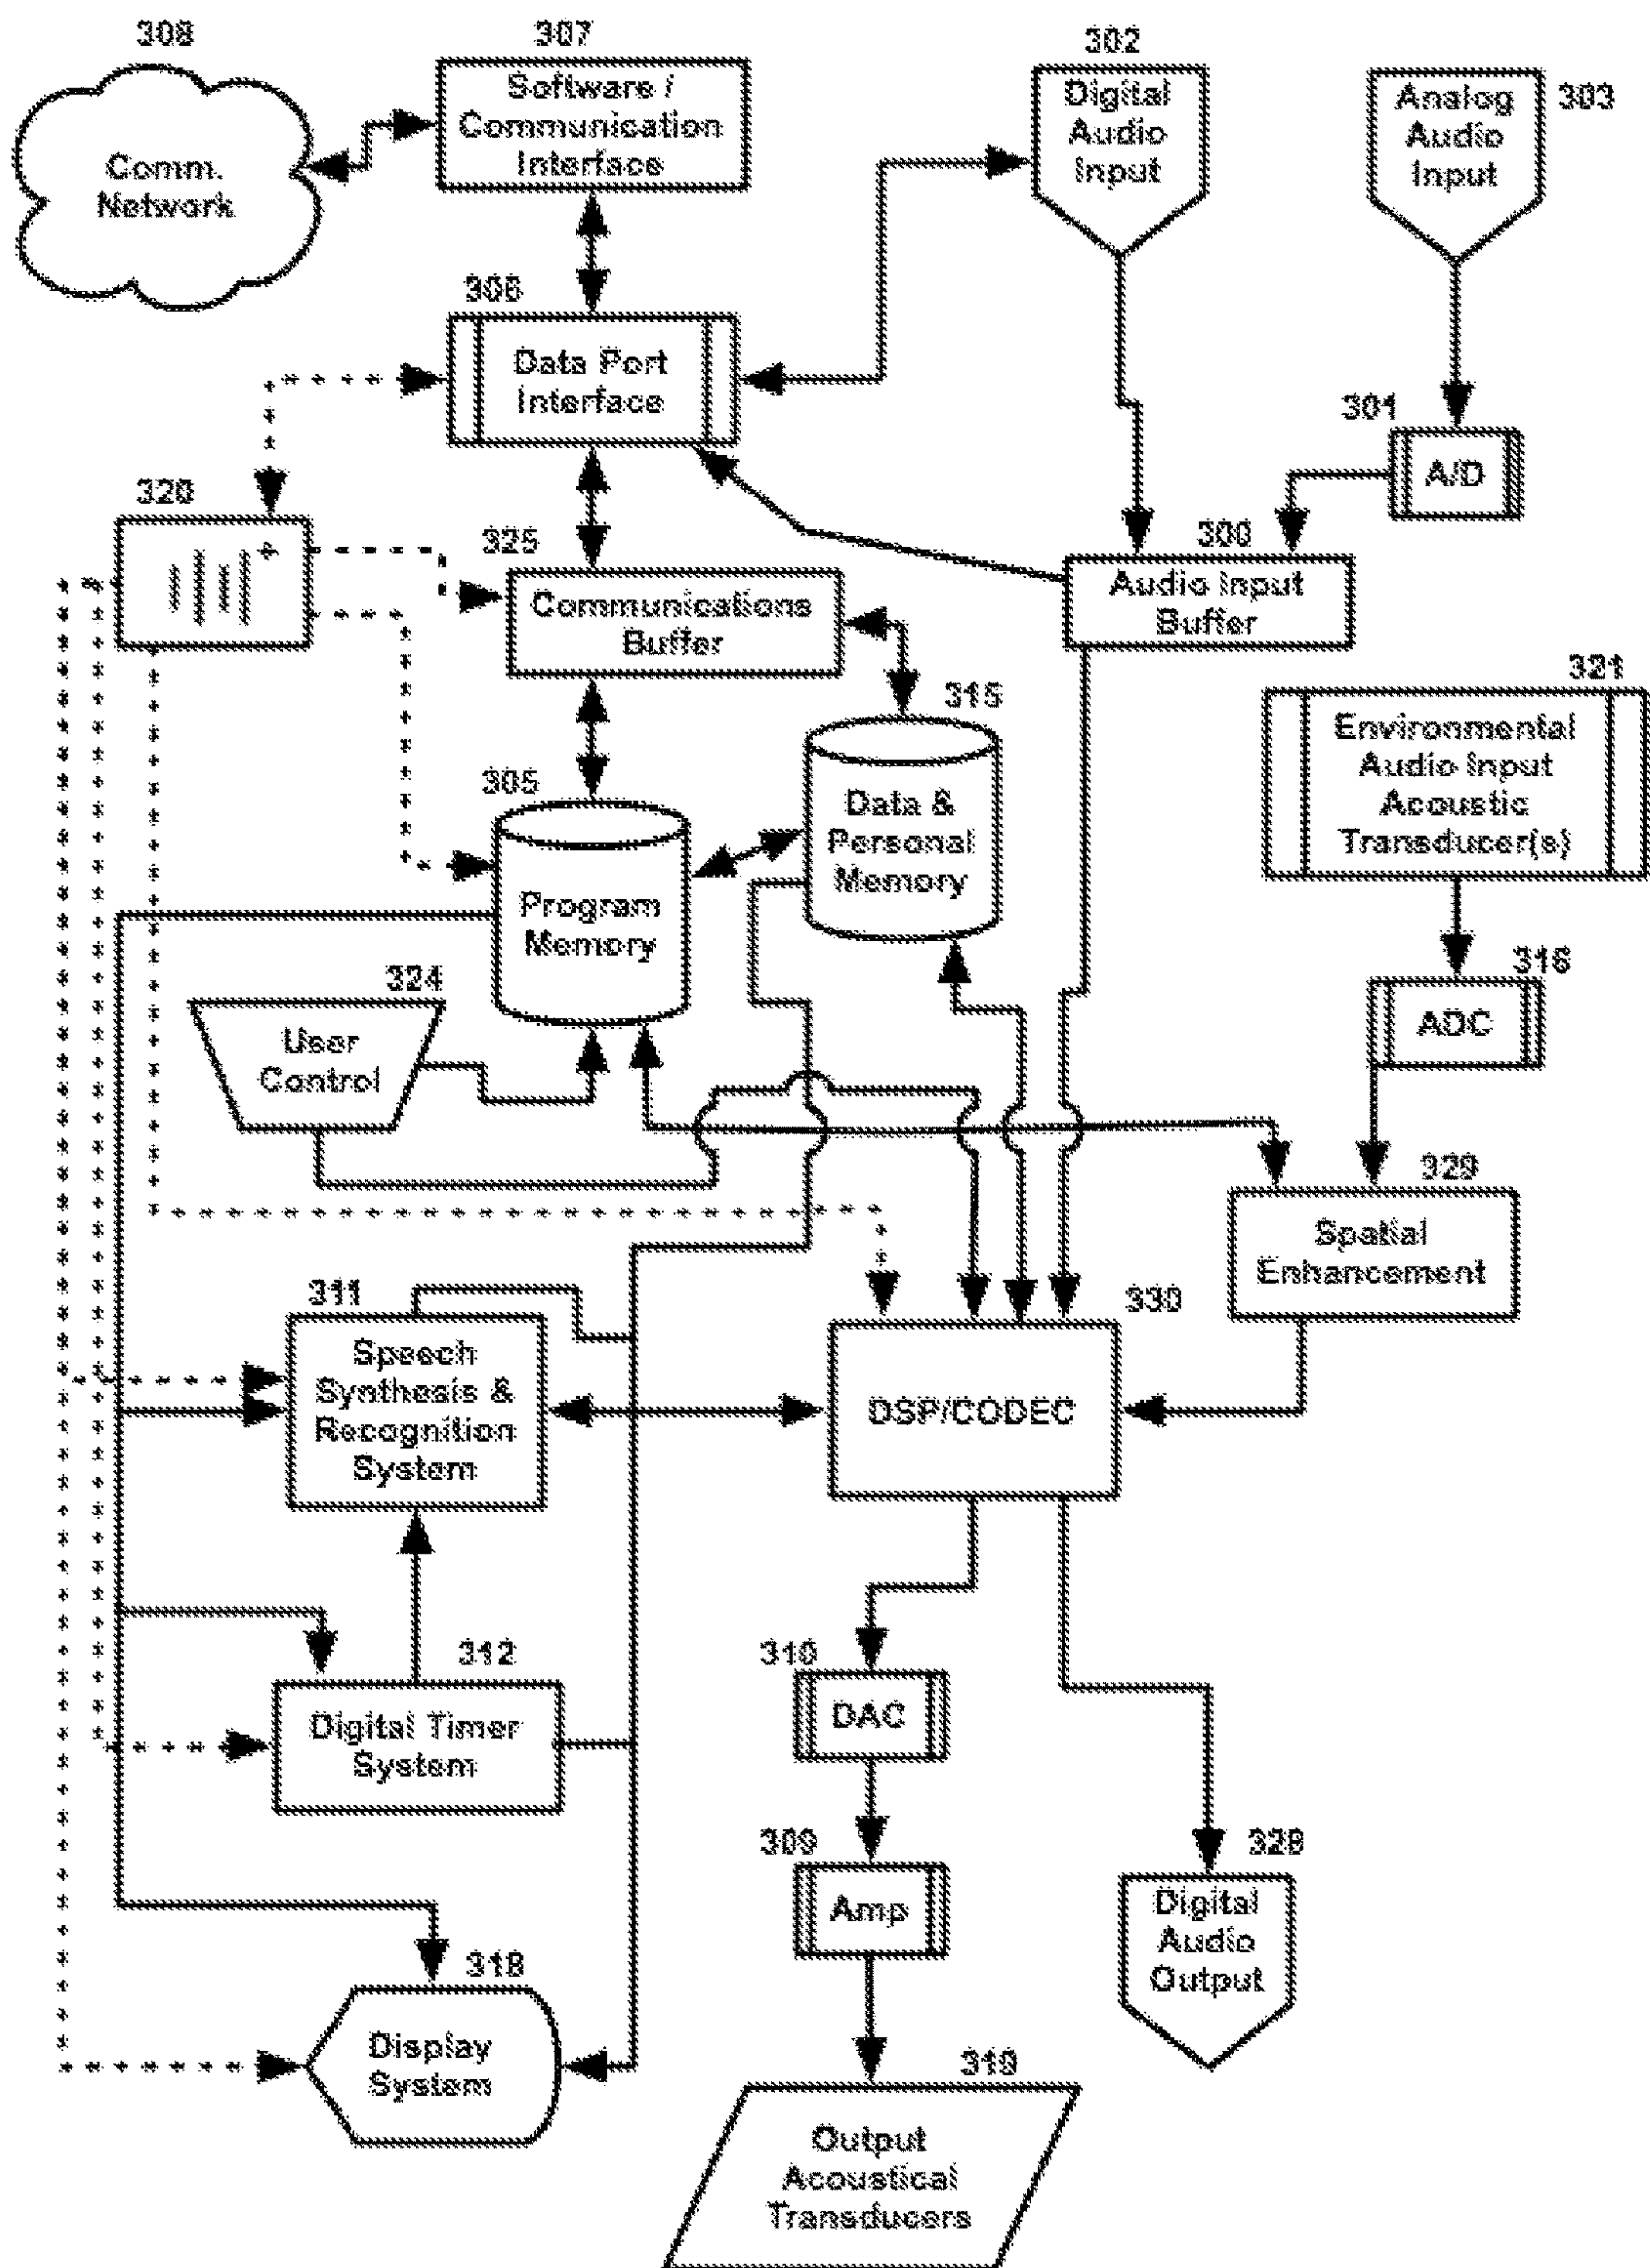 308
Comm.
Network
307
Software /
Communication
Interface
302
Digital
Audio
Input
303
Analog
Audio
Input
306
Data Port
Interface
301
A/D
320
+
325
Communications
Buffer
300
Audio Input
Buffer
315
Data &
Personal
Memory
321
Environmental
Audio Input
Acoustic
Transducer(s)
305
Program
Memory
316
ADC
324
User
Control
329
Spatial
Enhancement
311
Speech
Synthesis &
Recognition
System
330
DSP/CODEC
312
Digital Timer
System
310
DAC
309
Amp
328
Digital
Audio
Output
318
Display
System
319
Output
Acoustical
Transducers